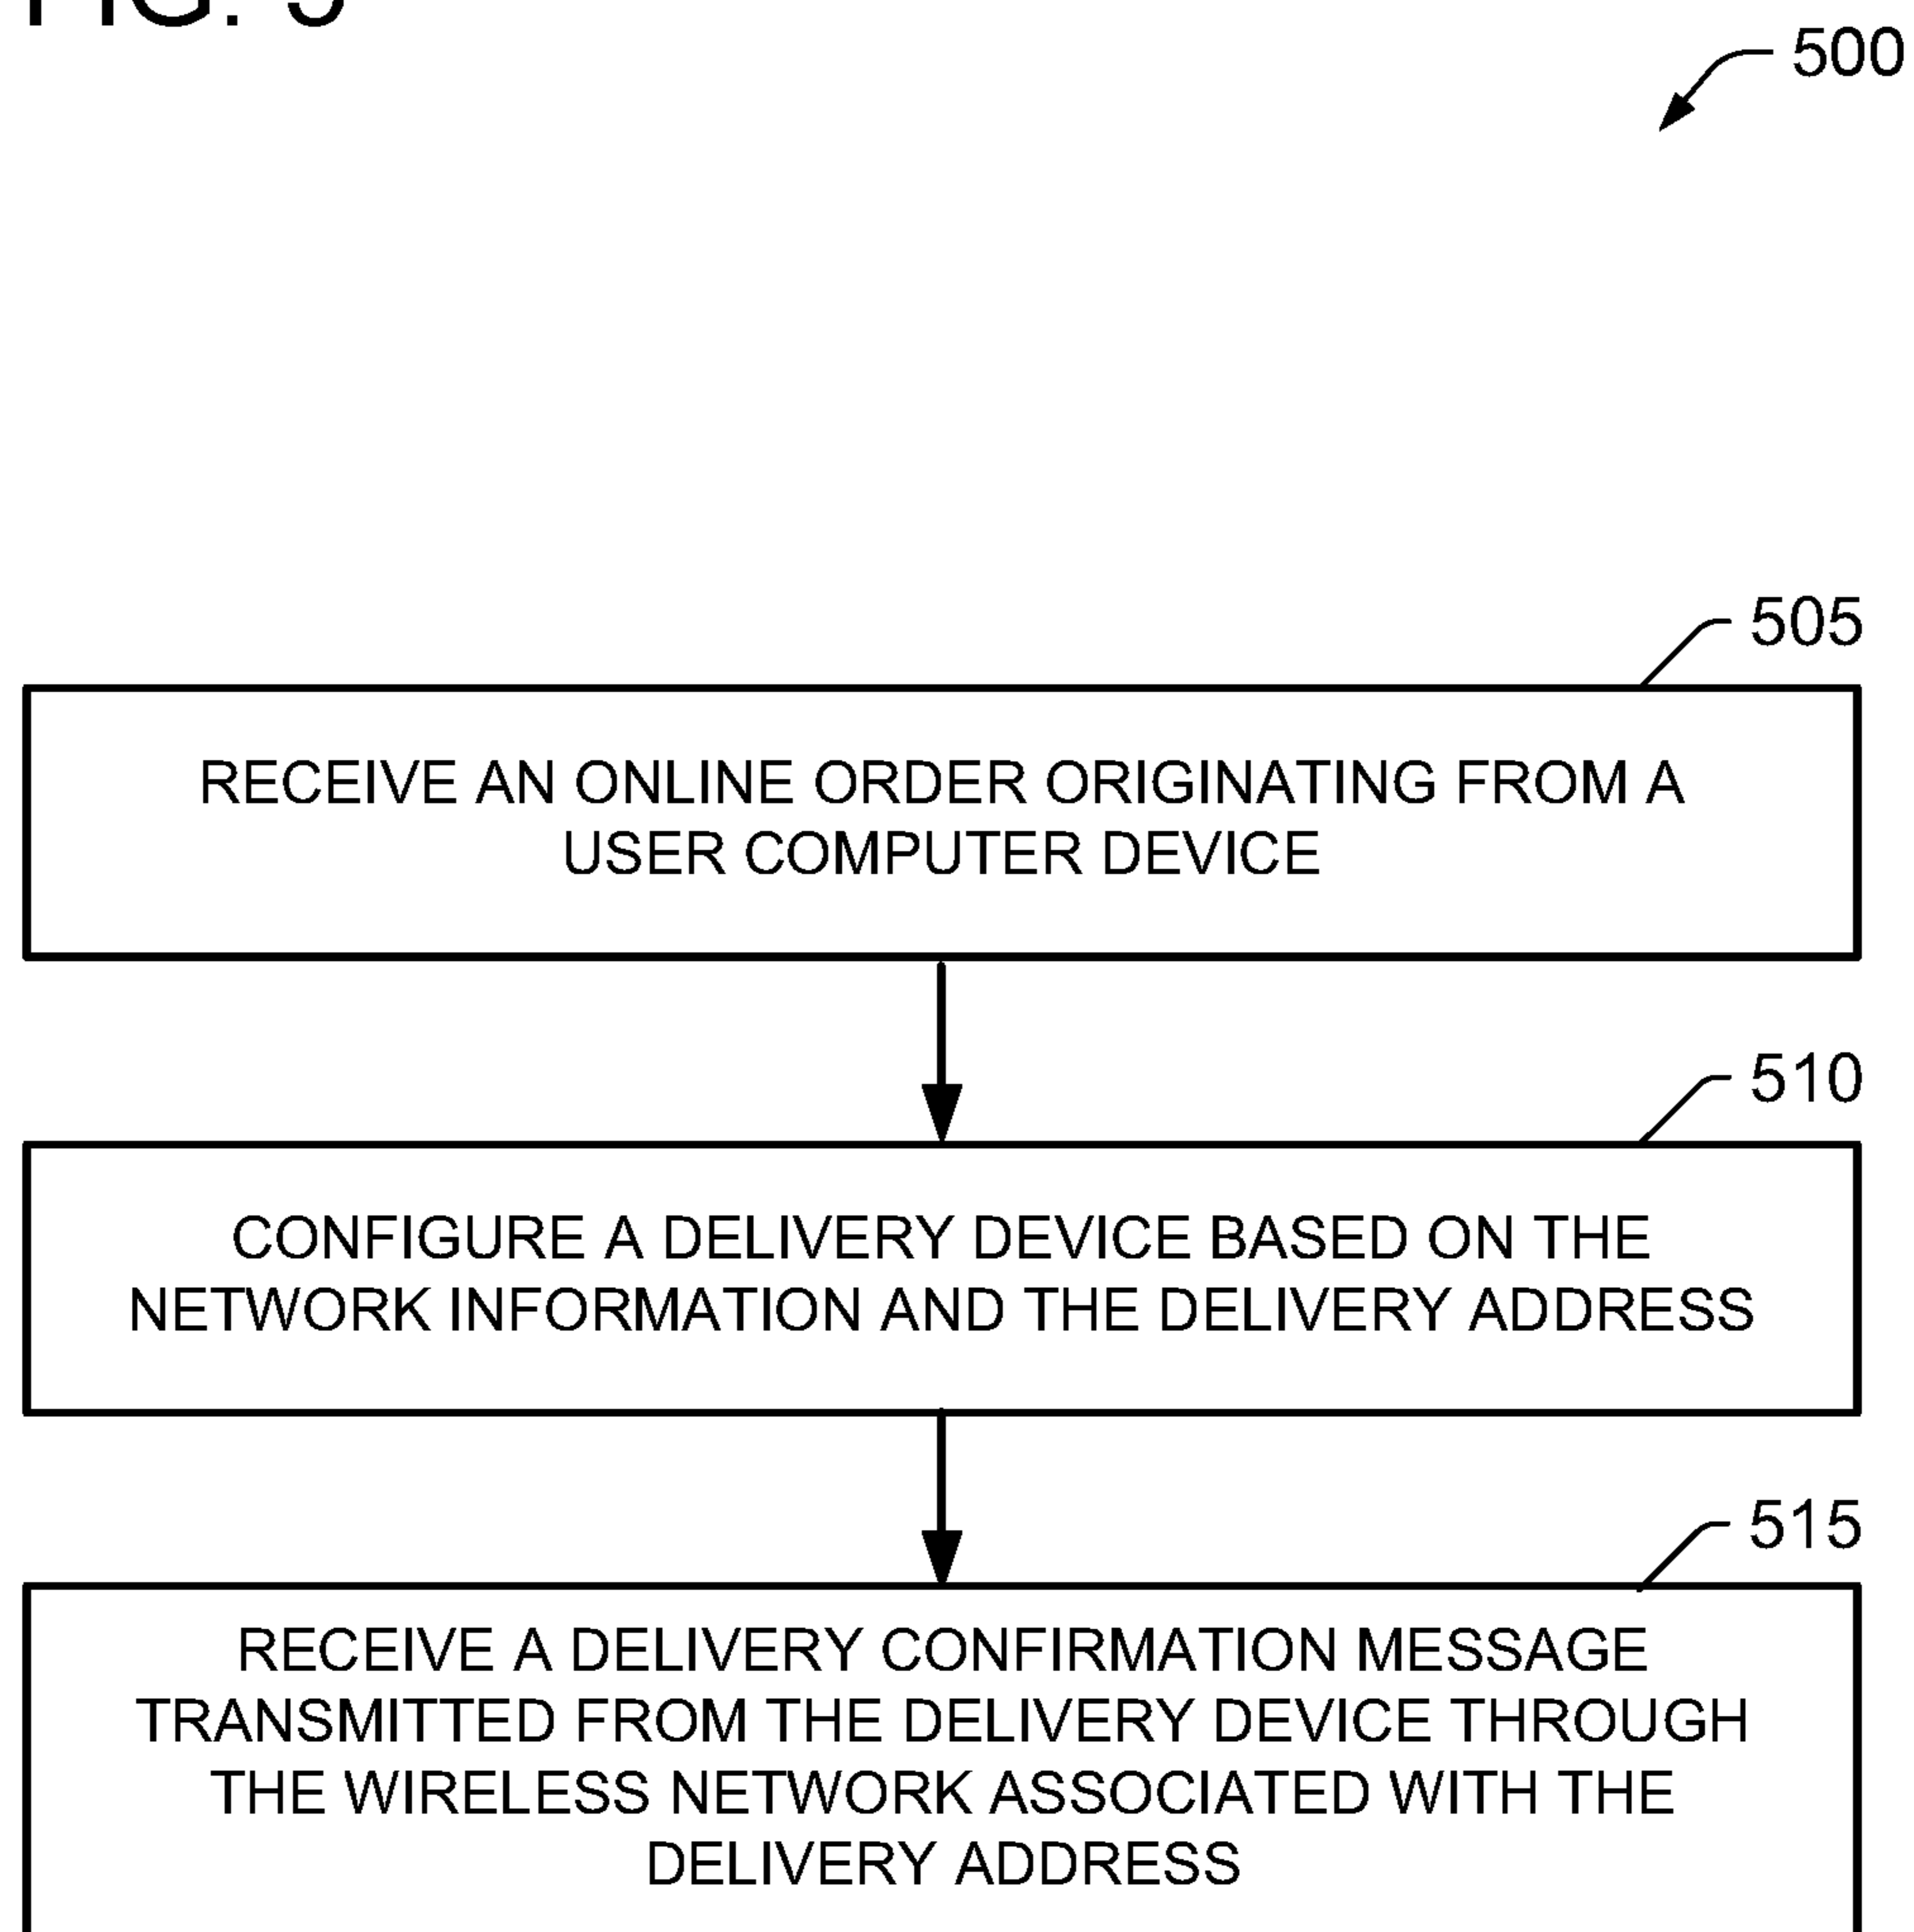 FIG. 5
500
505
RECEIVE AN ONLINE ORDER ORIGINATING FROM A
USER COMPUTER DEVICE
510
CONFIGURE A DELIVERY DEVICE BASED ON THE
NETWORK INFORMATION AND THE DELIVERY ADDRESS
515
RECEIVE A DELIVERY CONFIRMATION MESSAGE
TRANSMITTED FROM THE DELIVERY DEVICE THROUGH
THE WIRELESS NETWORK ASSOCIATED WITH THE
DELIVERY ADDRESS